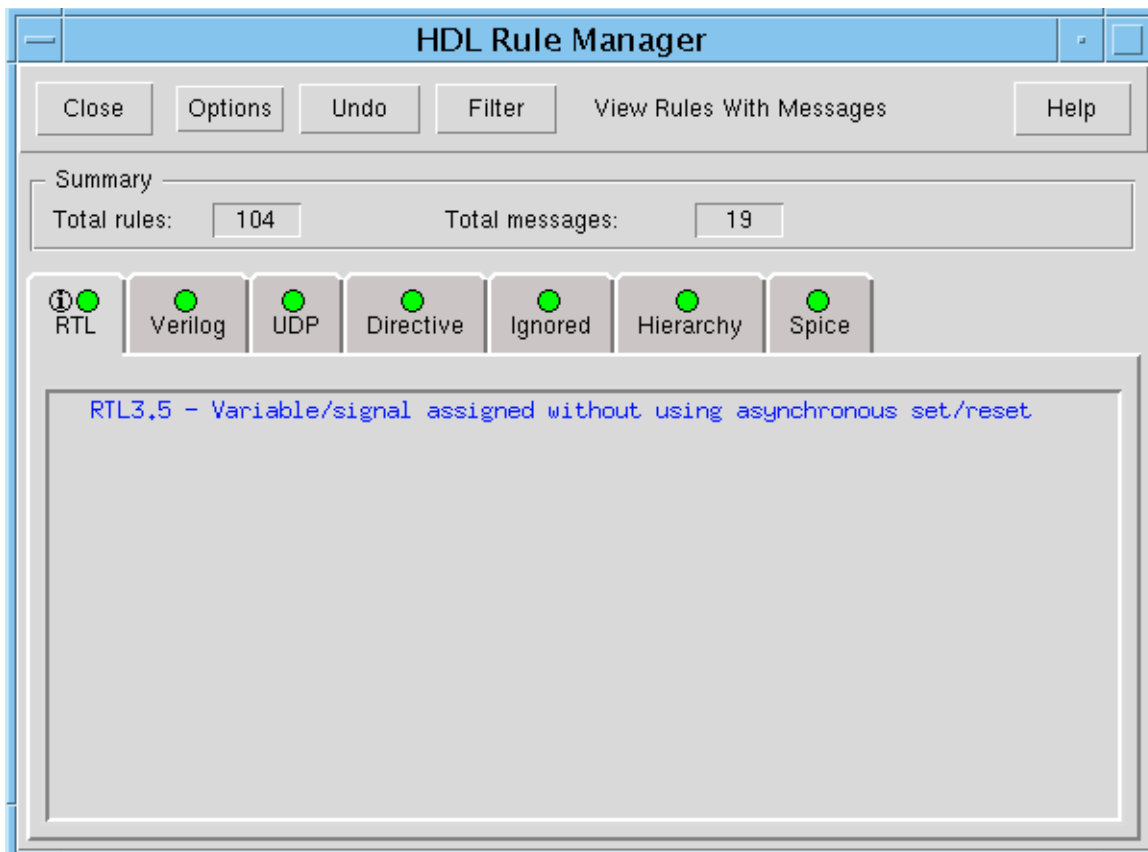 HDL Rule Manager
Close Options Undo Filter View Rules With Messages Help
Summary
Total rules: 104 Total messages: 19
RTL Verilog UDP Directive Ignored Hierarchy Spice
RTL3.5 - Variable/signal assigned without using asynchronous set/reset